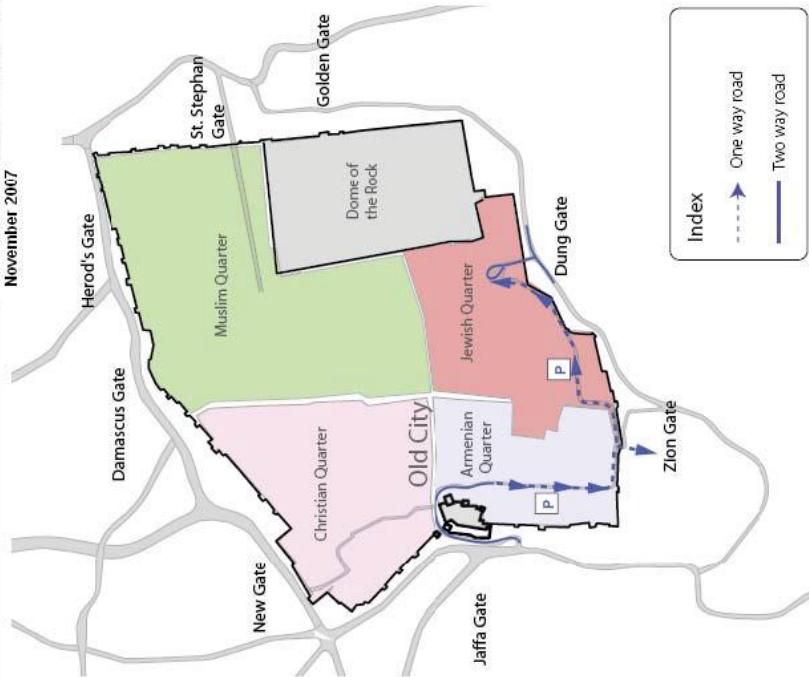 November 2007
Herod's Gate
St. Stephan
Gate
Golden Gate
Damascus Gate
Muslim Quarter
Dome of
the Rock
New Gate
Christian Quarter
Old City
Jewish Quarter
Armenian
Quarter
P
P
Dung Gate
Jaffa Gate
Zion Gate
Index
One way road
Two way road